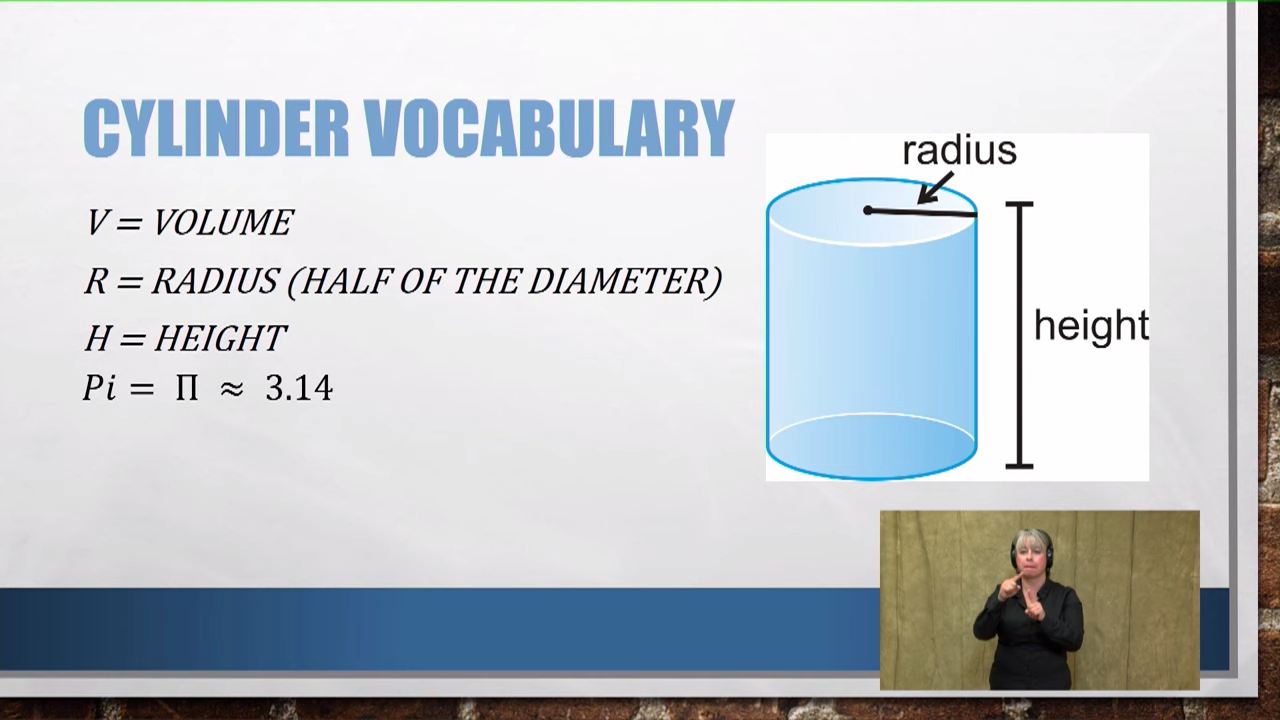 CYLINDER VOCABULARY
V = VOLUME
R = RADIUS (HALF OF THE DIAMETER)
H = HEIGHT
Pi = Π ≈ 3.14
radius
height